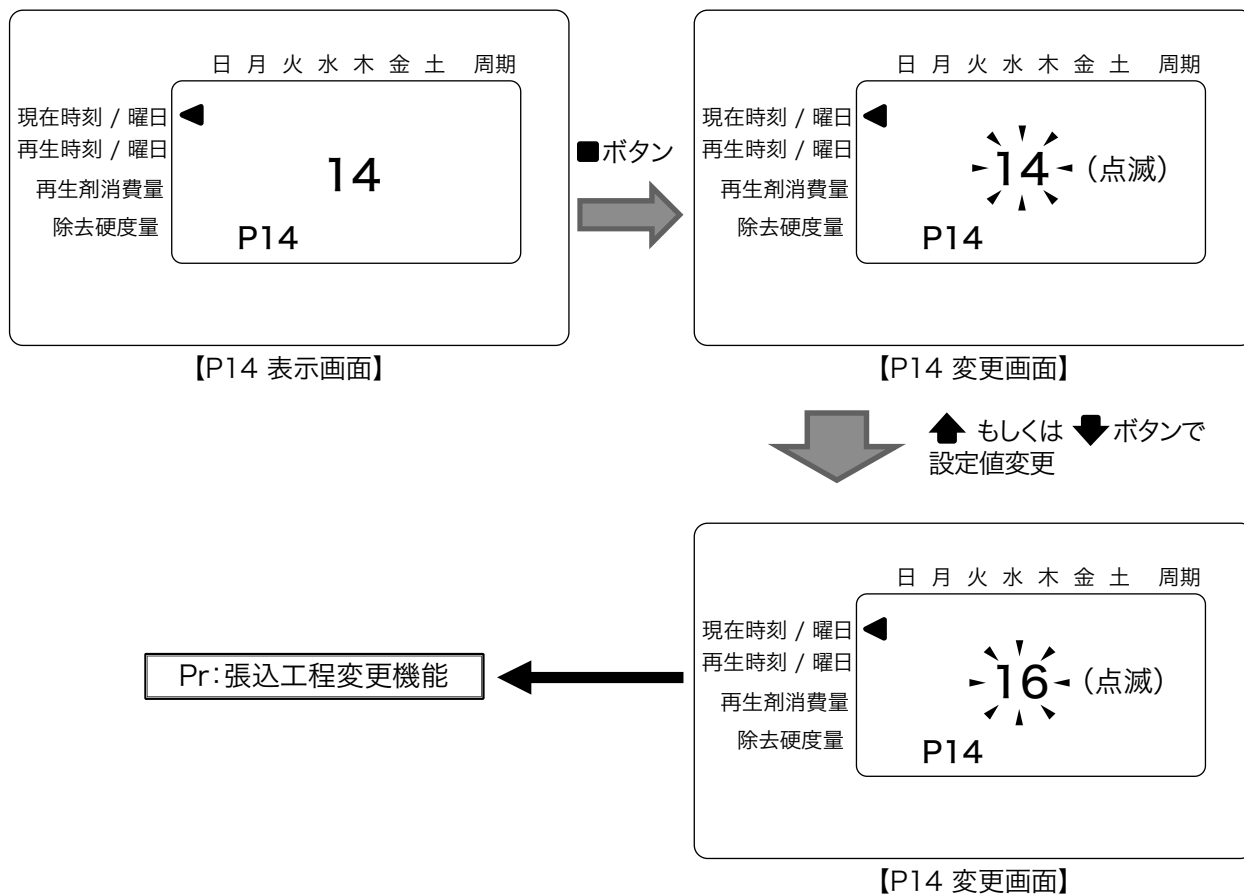 日 月 火 水 木 金 土 周期
現在時刻 / 曜日
再生時刻 / 曜日
再生剤消費量
除去硬度量
14
P14
【P14 表示画面】
■ボタン
日 月 火 水 木 金 土 周期
現在時刻 / 曜日
再生時刻 / 曜日
再生剤消費量
除去硬度量
14 (点滅)
P14
【P14 変更画面】
もしくは ボタンで
設定値変更
日 月 火 水 木 金 土 周期
現在時刻 / 曜日
再生時刻 / 曜日
再生剤消費量
除去硬度量
16 (点滅)
P14
【P14 変更画面】
Pr:張込工程変更機能